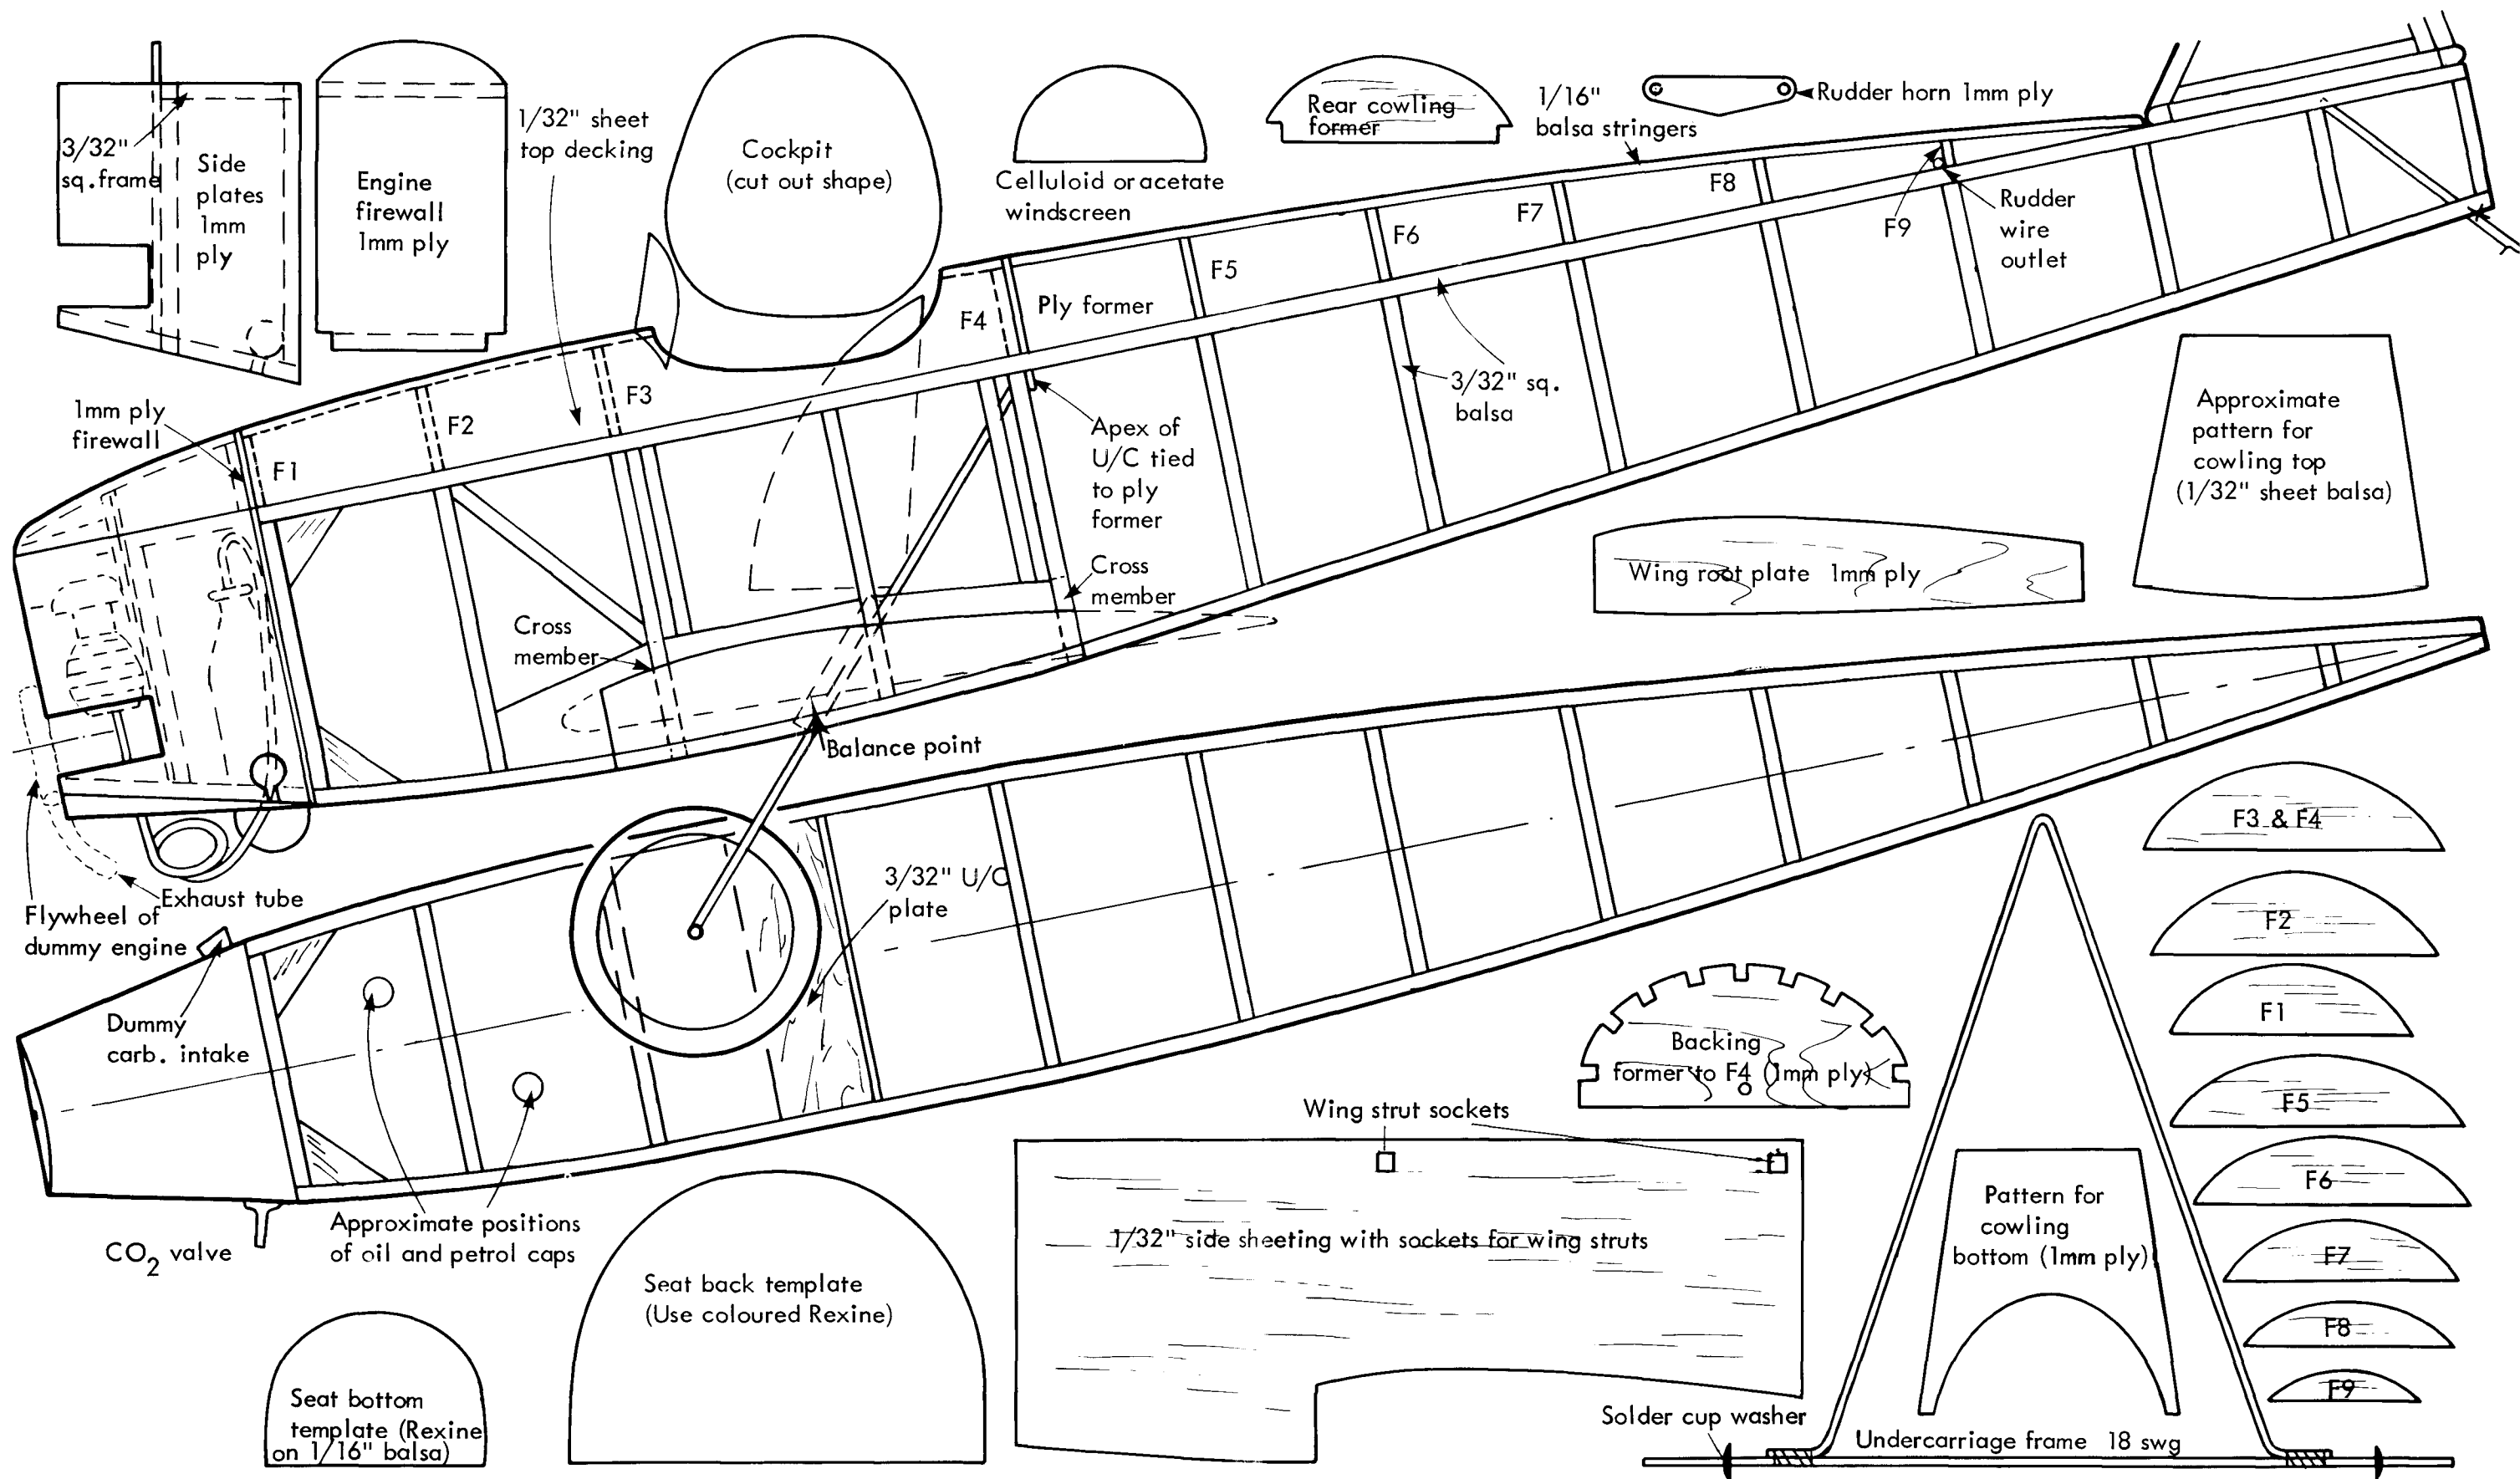 3/32"
sq.frame
Side
plates
1mm
ply
Engine
firewall
1mm ply
1/32" sheet
top decking
Cockpit
(cut out shape)
Celluloid or acetate
windscreen
Rear cowling
former
1/16"
balsa stringers
Rudder horn 1mm ply
F9
Rudder
wire
outlet
F8
F7
F6
F5
F4
Ply former
F3
F2
F1
1mm ply
firewall
3/32" sq.
balsa
Apex of
U/C tied
to ply
former
Cross
member
Cross
member
Approximate
pattern for
cowling top
(1/32" sheet balsa)
Wing root plate 1mm ply
Balance point
Exhaust tube
Flywheel of
dummy engine
3/32" U/C
plate
Dummy
carb. intake
CO2 valve
Approximate positions
of oil and petrol caps
Backing
former to F4 (1mm ply)
Wing strut sockets
1/32" side sheeting with sockets for wing struts
Seat back template
(Use coloured Rexine)
Seat bottom
template (Rexine
on 1/16" balsa)
Pattern for
cowling
bottom (1mm ply)
Solder cup washer
Undercarriage frame 18 swg
F3 & F4
F2
F1
F5
F6
F7
F8
F9